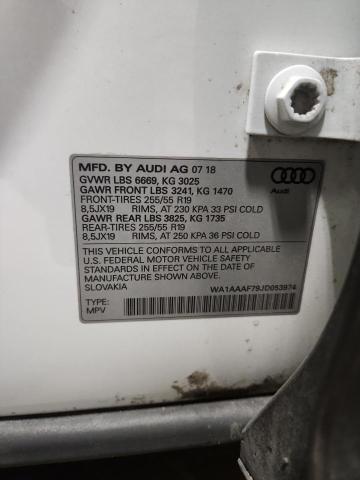 MFD. BY AUDI AG 07 18
GVWR LBS 6669, KG 3025
GAWR FRONT LBS 3241, KG 1470
FRONT-TIRES 255/55 R19
8,5JX19 RIMS, AT 230 KPA 33 PSI COLD
GAWR REAR LBS 3825, KG 1735
REAR-TIRES 255/55 R19
8,5JX19 RIMS, AT 250 KPA 36 PSI COLD
Audi
THIS VEHICLE CONFORMS TO ALL APPLICABLE
U.S. FEDERAL MOTOR VEHICLE SAFETY
STANDARDS IN EFFECT ON THE DATE OF
MANUFACTURE SHOWN ABOVE.
SLOVAKIA WA1AAAF79JD053974
TYPE:
MPV